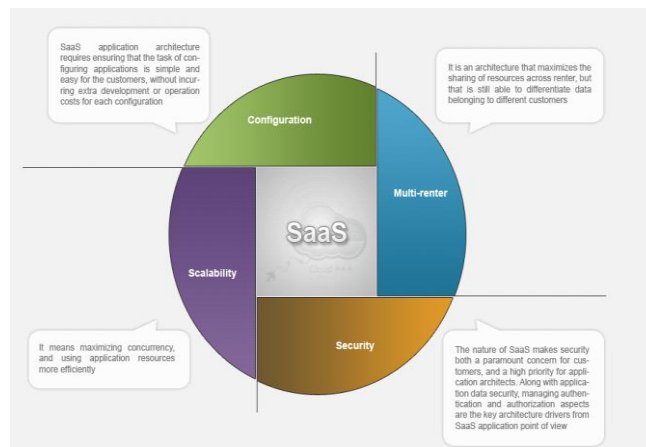 SaaS application architecture
requires ensuring that the task of con-
figuring applications is simple and
easy for the customers, without incur-
ring extra development or operation
costs for each configuration
It is an architecture that maximizes the
sharing of resources across renter, but
that is still able to differentiate data
belonging to different customers
Configuration
Multi-renter
SaaS
Scalability
Security
It means maximizing concurrency,
and using application resources
more efficiently
The nature of SaaS makes security
both a paramount concern for cus-
tomers, and a high priority for appli-
cation architects. Along with applica-
tion data security, managing authen-
tication and authorization aspects
are the key architecture drivers from
SaaS application point of view